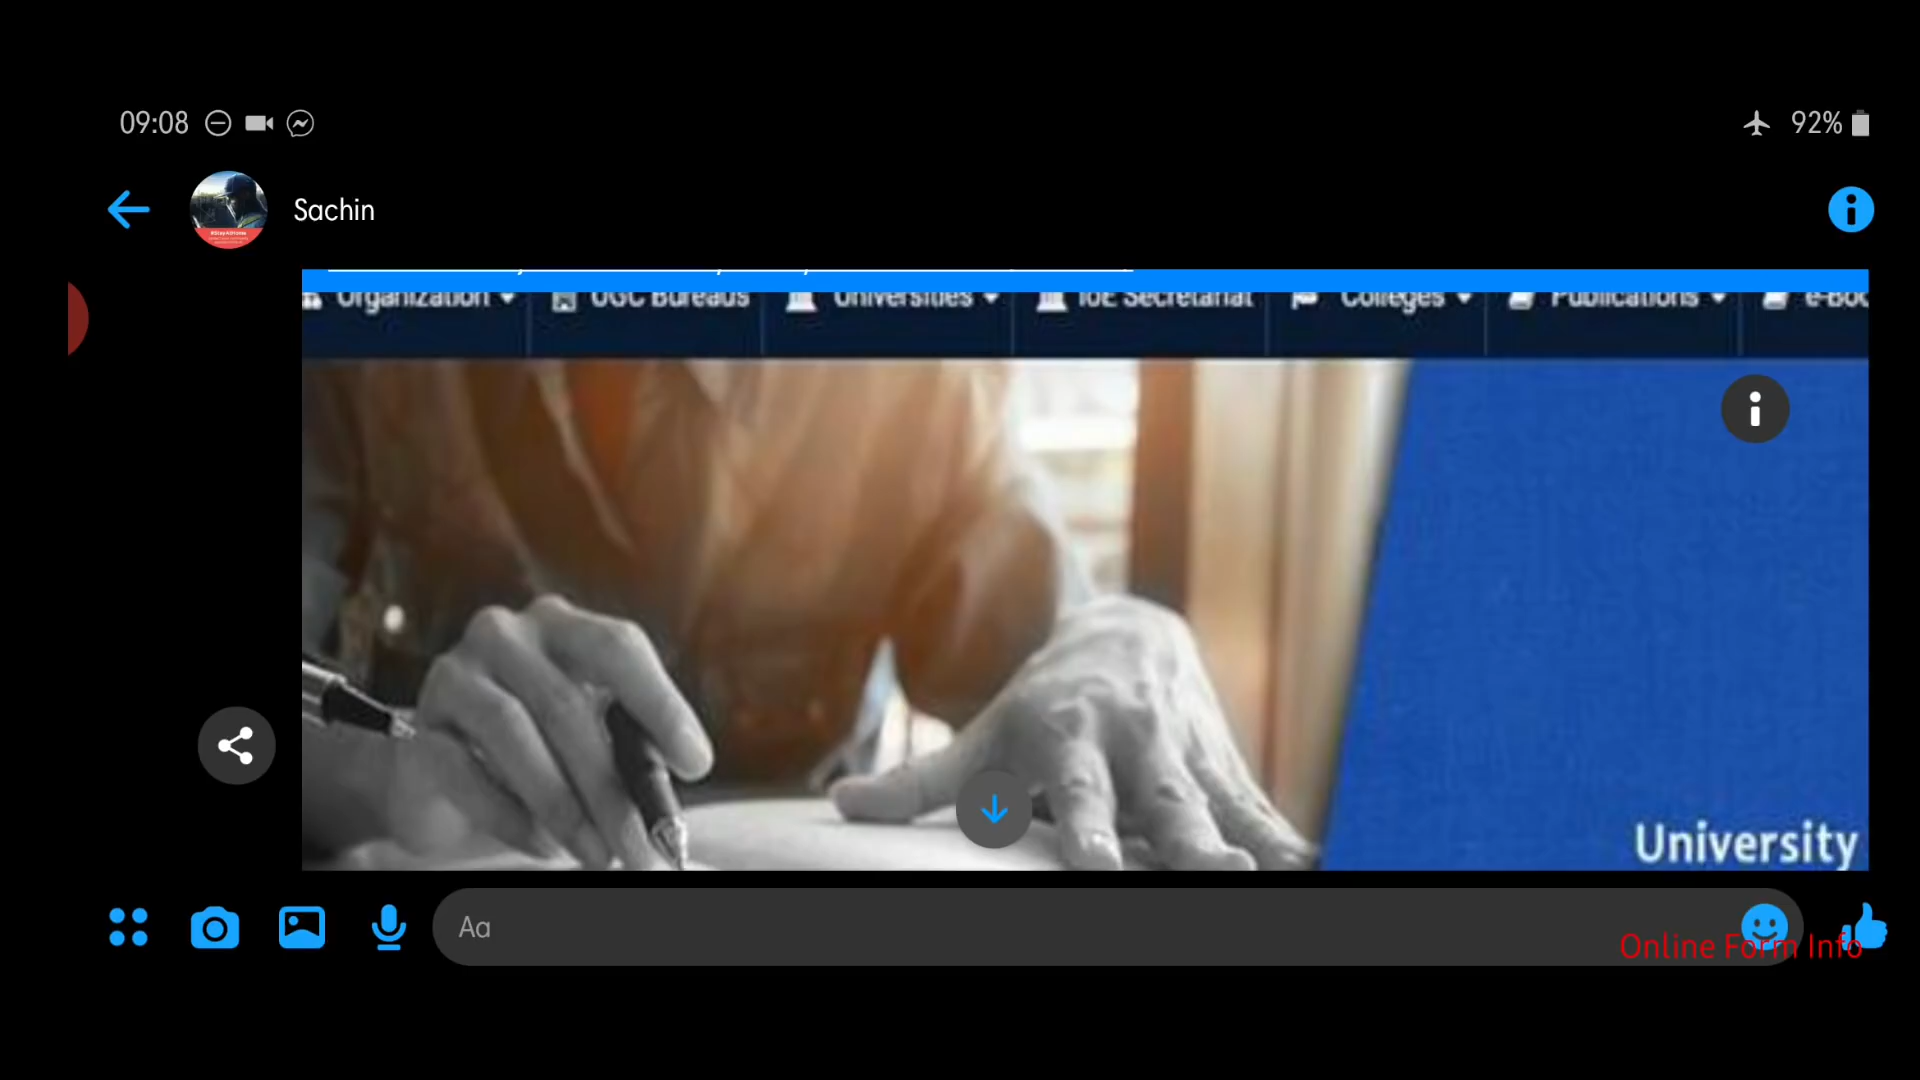 09:08
92%
Sachin
Organization
UGC Bureaus
Universities
IoE Secretariat
Colleges
Publications
University
Aa
Online Form Info